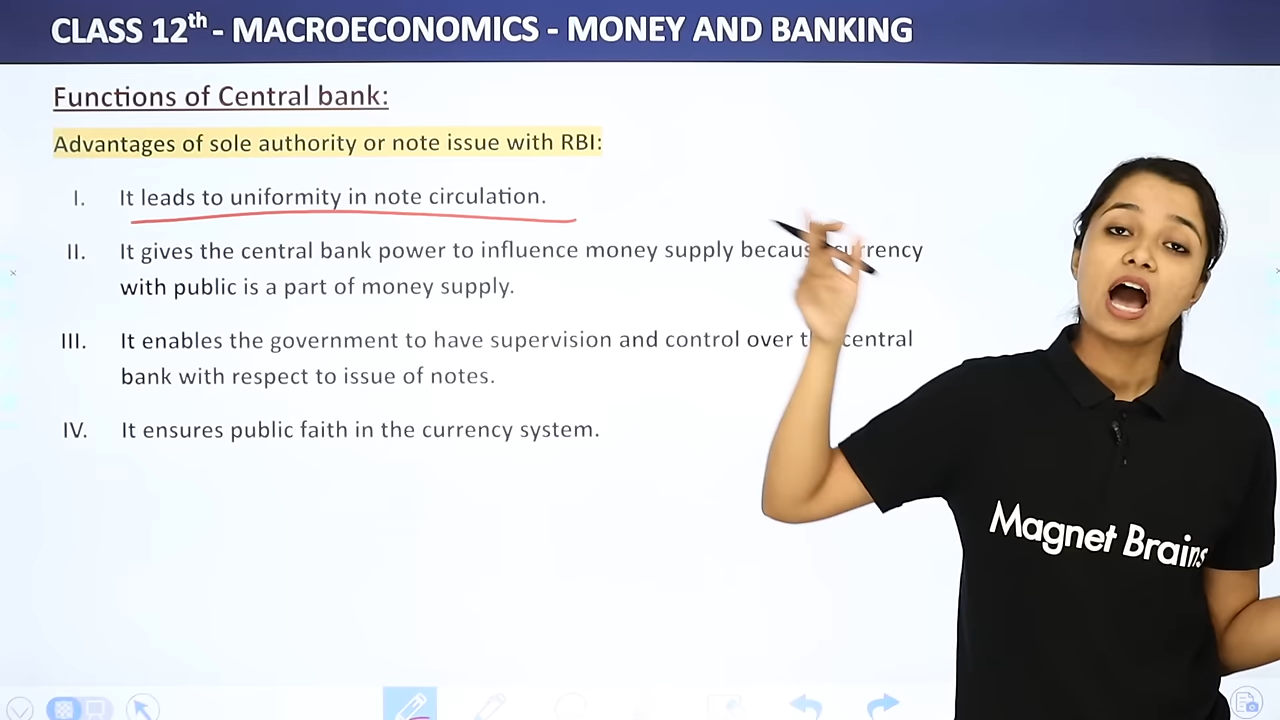 CLASS 12th - MACROECONOMICS - MONEY AND BANKING
Functions of Central bank:
Advantages of sole authority or note issue with RBI:
I. It leads to uniformity in note circulation.
II. It gives the central bank power to influence money supply currency
with public is a part of money supply.
III. It enables the government to have supervision and control over central
bank with respect to issue of notes.
IV. It ensures public faith in the currency system.
Magnet Brains